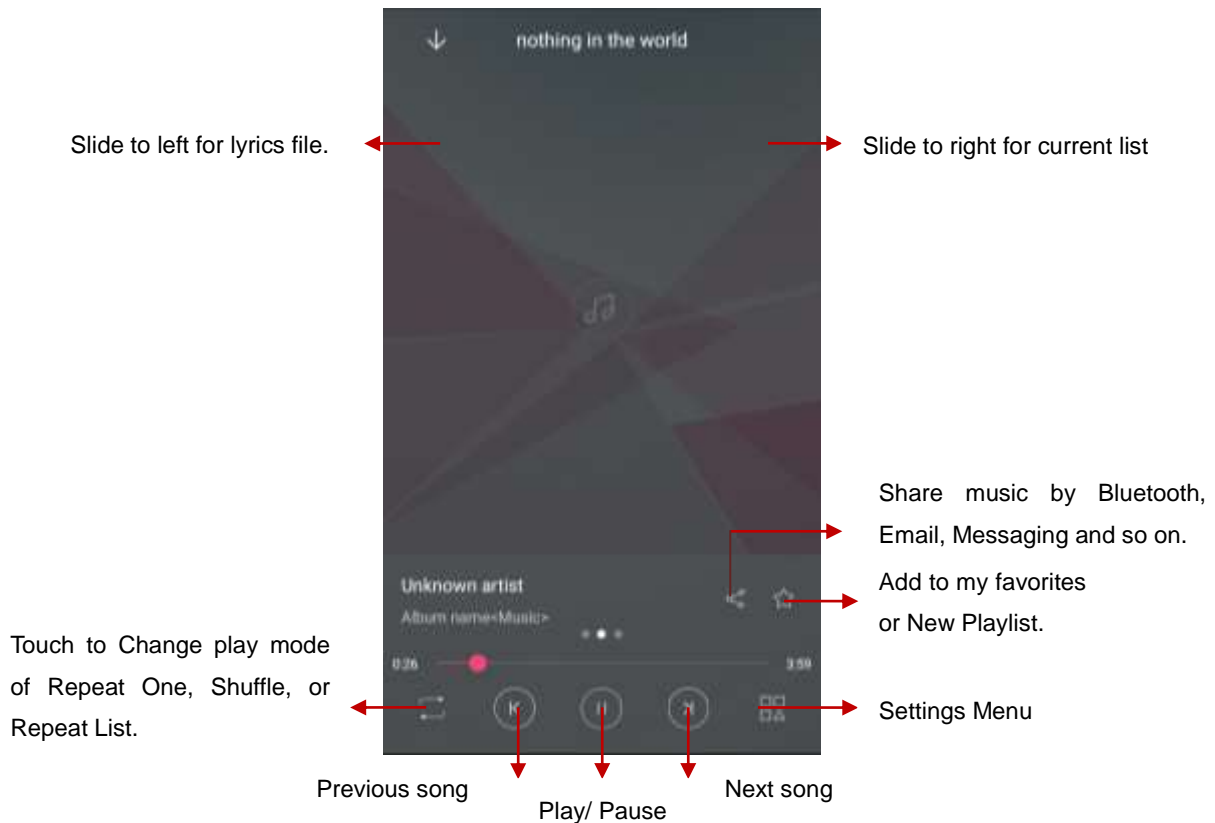 nothing in the world
Slide to left for lyrics file.
Slide to right for current list
Share music by Bluetooth,
Email, Messaging and so on.
Unknown artist
Album name<Music>
Add to my favorites
or New Playlist.
Touch to Change play mode
of Repeat One, Shuffle, or
Repeat List.
0:26
3:59
Settings Menu
Previous song
Play/ Pause
Next song